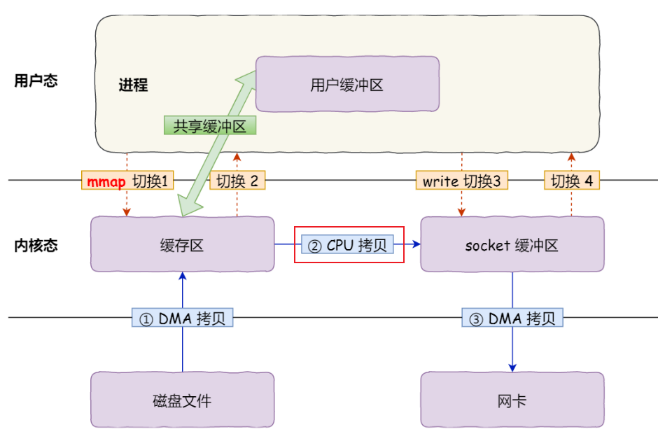 用户态
进程
用户缓冲区
共享缓冲区
mmap 切换1
切换 2
write 切换3
切换 4
内核态
缓存区
② CPU 拷贝
socket 缓冲区
① DMA 拷贝
③ DMA 拷贝
磁盘文件
网卡